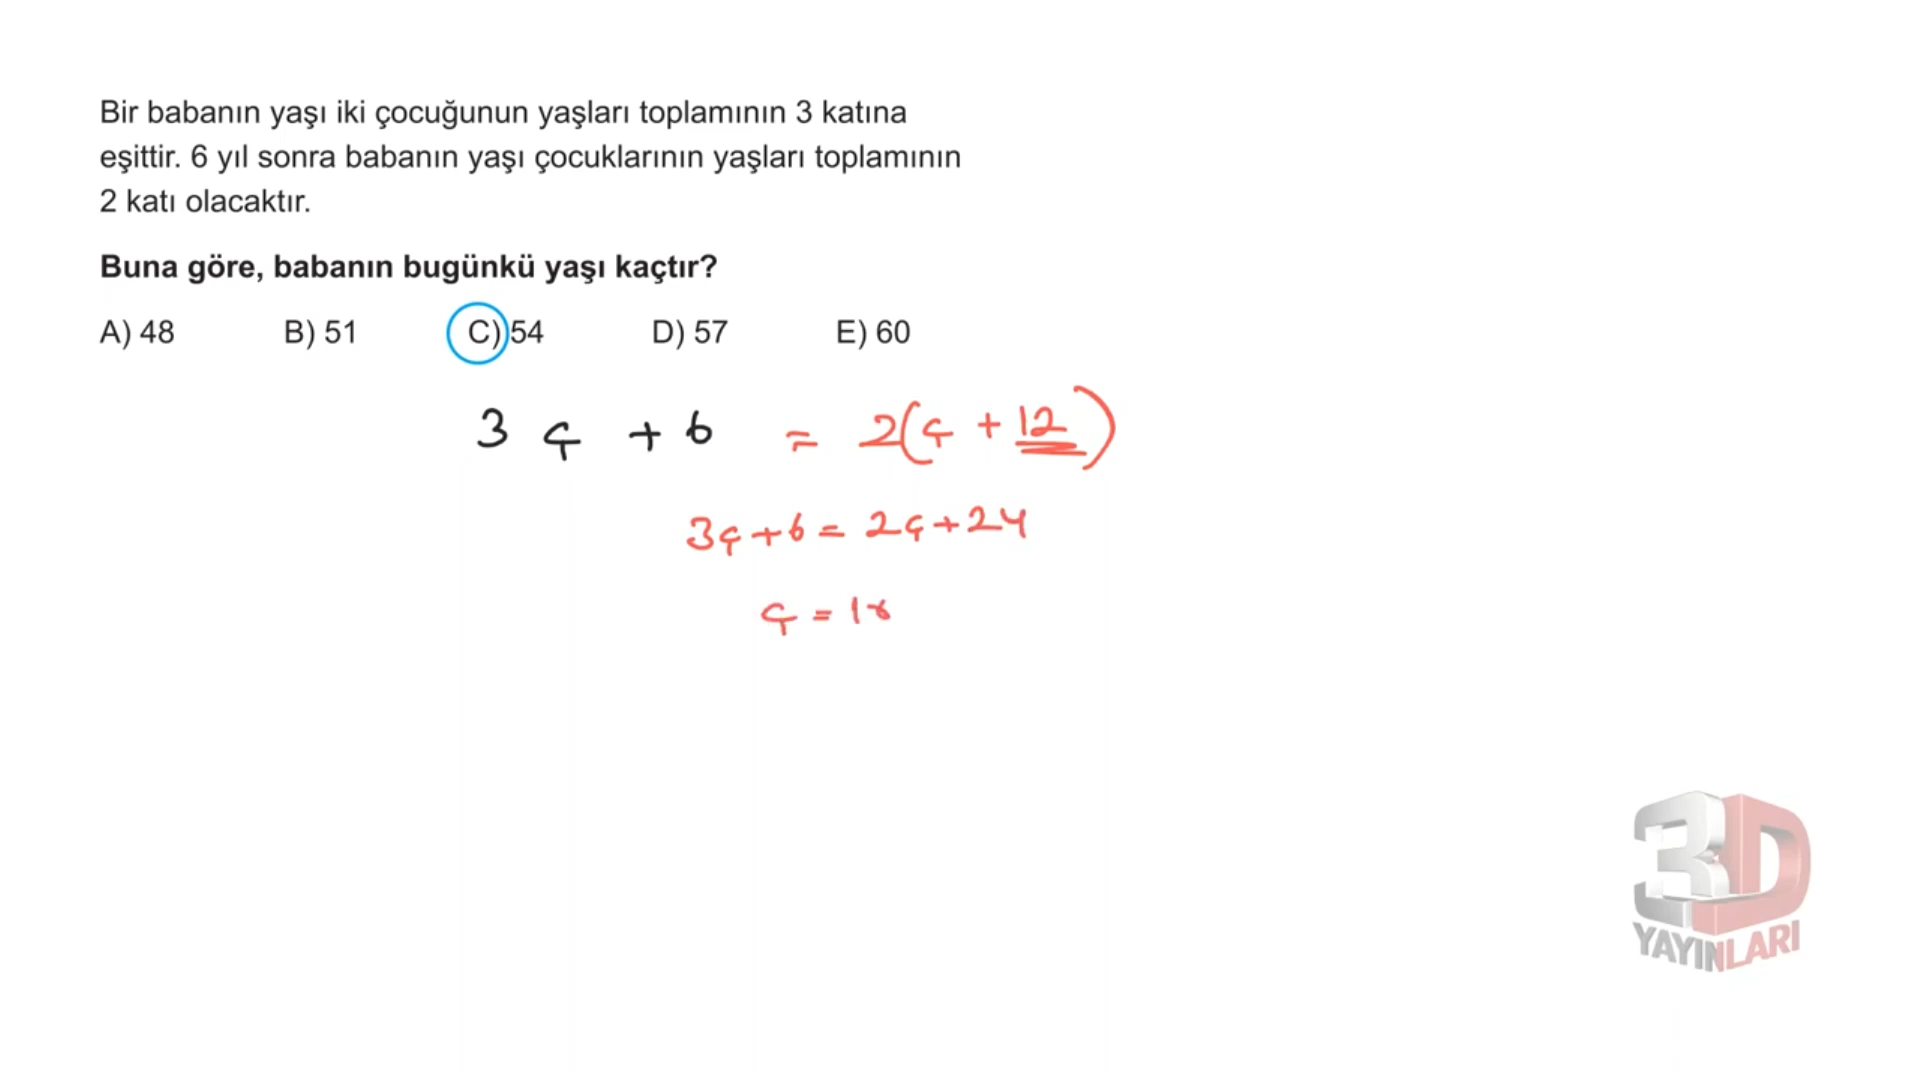 Bir babanın yaşı iki çocuğunun yaşları toplamının 3 katına
eşittir. 6 yıl sonra babanın yaşı çocuklarının yaşları toplamının
2 katı olacaktır.
Buna göre, babanın bugünkü yaşı kaçtır?
A) 48 B) 51 C) 54 D) 57 E) 60
3 ç + 6 = 2(ç + 12)
3ç + 6 = 2ç + 24
ç = 18
3D
YAYINLARI